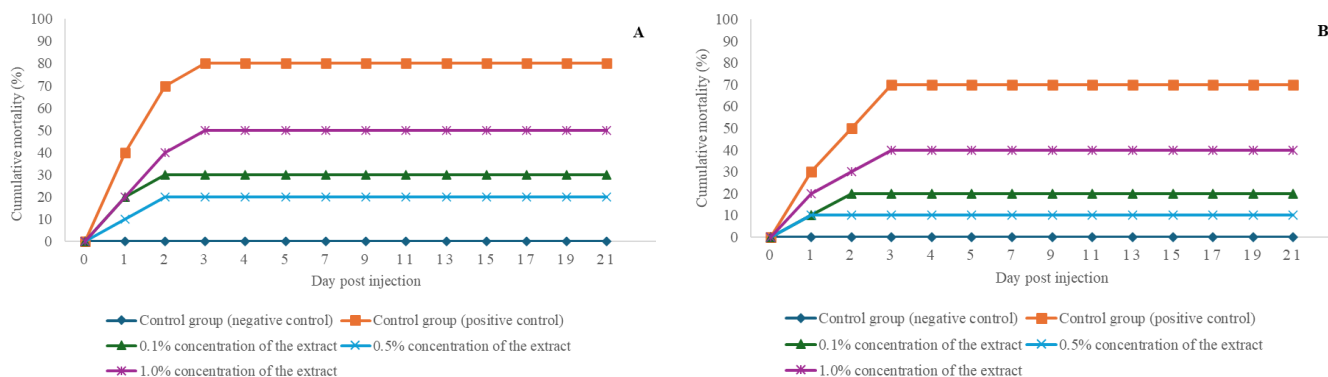 A
Cumulative mortality (%)
100
90
80
70
60
50
40
30
20
10
0
0 1 2 3 4 5 7 9 11 13 15 17 19 21
Day post injection
Control group (negative control) Control group (positive control)
0.1% concentration of the extract 0.5% concentration of the extract
1.0% concentration of the extract
B
Cumulative mortality (%)
100
90
80
70
60
50
40
30
20
10
0
0 1 2 3 4 5 7 9 11 13 15 17 19 21
Day post injection
Control group (negative control) Control group (positive control)
0.1% concentration of the extract 0.5% concentration of the extract
1.0% concentration of the extract